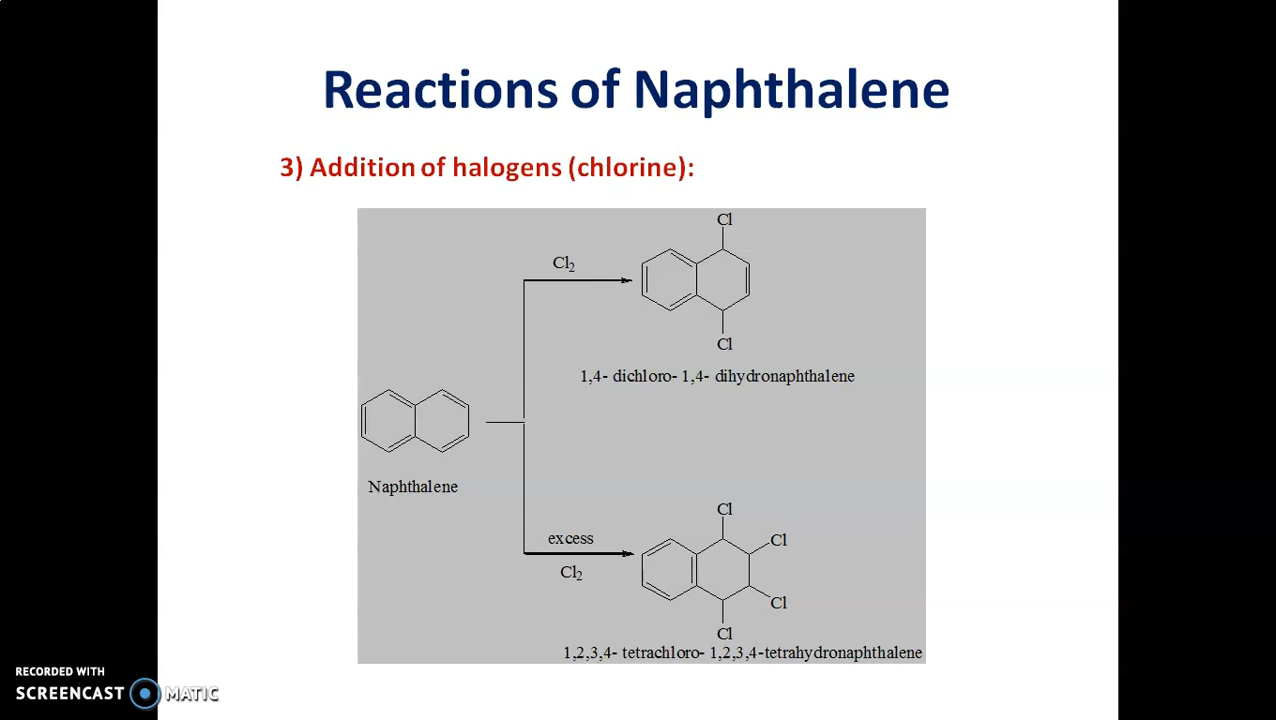 Reactions of Naphthalene
3) Addition of halogens (chlorine):
Cl
Cl2
Cl
1,4- dichloro- 1,4- dihydronaphthalene
Naphthalene
Cl
excess
Cl
Cl2
Cl
Cl
1,2,3,4- tetrachloro- 1,2,3,4-tetrahydronaphthalene
RECORDED WITH
SCREENCAST MATIC